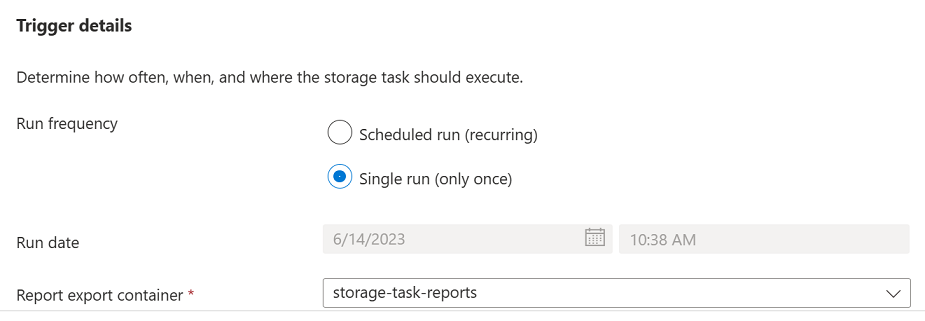 Trigger details
Determine how often, when, and where the storage task should execute.
Run frequency
Scheduled run (recurring)
Single run (only once)
Run date
6/14/2023
10:38 AM
Report export container *
storage-task-reports